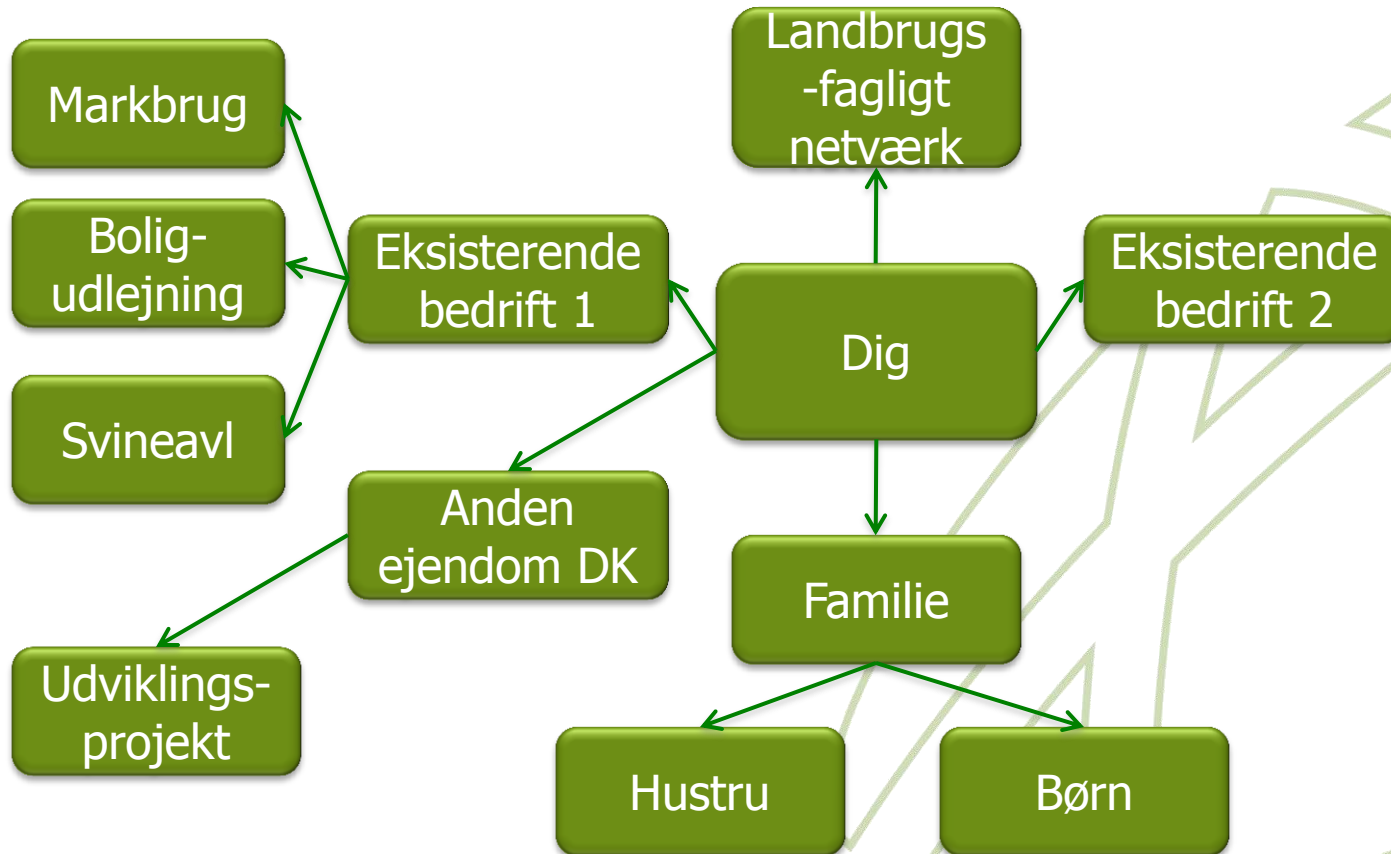 Landbrugs
-fagligt
netværk
Markbrug
Bolig-
udlejning
Svineavl
Eksisterende
bedrift 1
Dig
Eksisterende
bedrift 2
Anden
ejendom DK
Udviklings-
projekt
Familie
Hustru
Børn